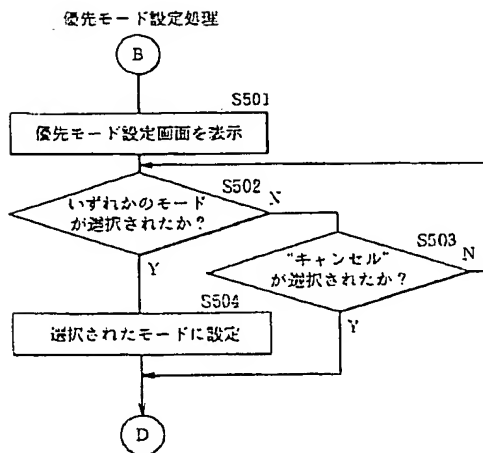 優先モード設定処理
B
S501
優先モード設定画面を表示
S502
いずれかのモード
が選択されたか？
N
Y
S503
"キャンセル"
が選択されたか？
N
Y
S504
選択されたモードに設定
D